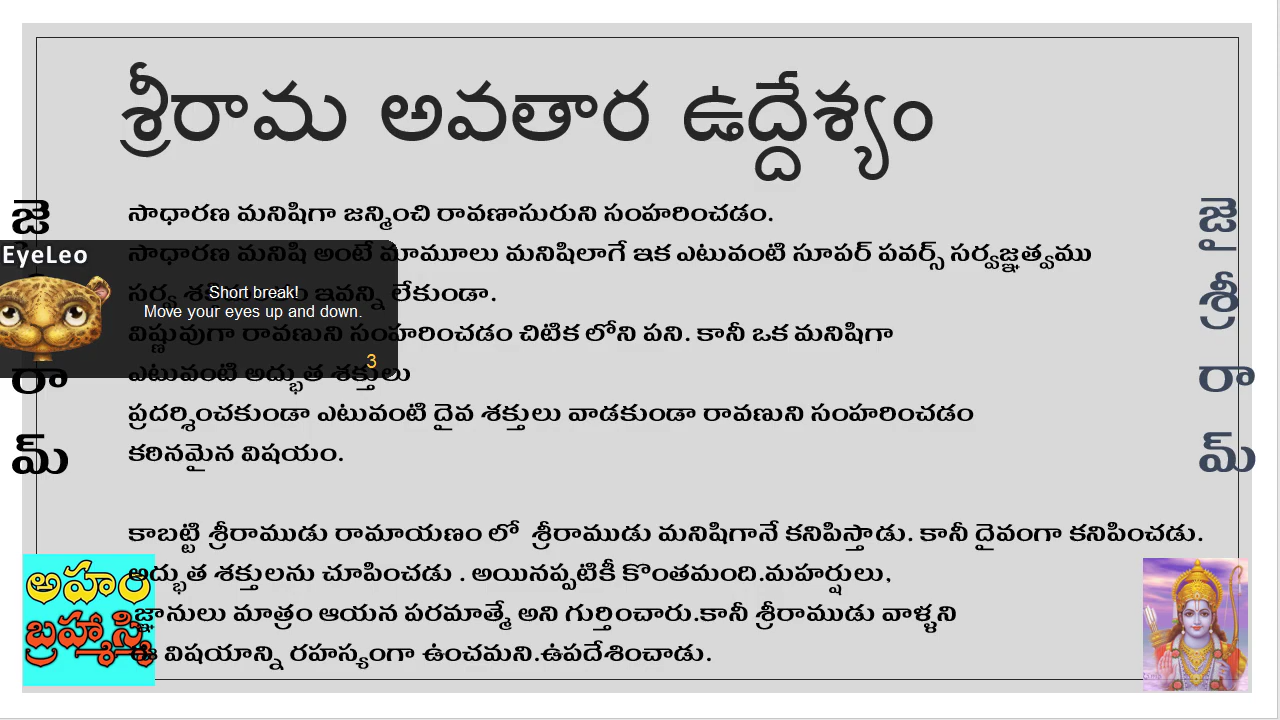 శ్రీరామ అవతార ఉద్దేశ్యం
జై
శ్రీ
రా
మ్
సాధారణ మనిషిగా జన్మించి రావణాసురుని సంహరించడం.
సాధారణ మనిషి అంటే మామూలు మనిషిలాగే ఇక ఎటువంటి సూపర్ పవర్స్ సర్వజ్ఞత్వము
సర్వ ఇవన్ని లేకుండా.
విష్ణువుగా రావణుని సంహరించడం చిటిక లోని పని. కానీ ఒక మనిషిగా
ఎటువంటి అద్భుత శక్తులు
ప్రదర్శించకుండా ఎటువంటి దైవ శక్తులు వాడకుండా రావణుని సంహరించడం
కఠినమైన విషయం.
కాబట్టి శ్రీరాముడు రామాయణం లో శ్రీరాముడు మనిషిగానే కనిపిస్తాడు. కానీ దైవంగా కనిపించడు.
అద్భుత శక్తులను చూపించడు . అయినప్పటికీ కొంతమంది.మహర్షులు,
జ్ఞానులు మాత్రం ఆయన పరమాత్మే అని గుర్తించారు.కానీ శ్రీరాముడు వాళ్ళని
ఈ విషయాన్ని రహస్యంగా ఉంచమని.ఉపదేశించాడు.
EyeLeo
Short break!
Move your eyes up and down.
3
జై
రా
మ్
అహం
బ్రహ్మాస్మి